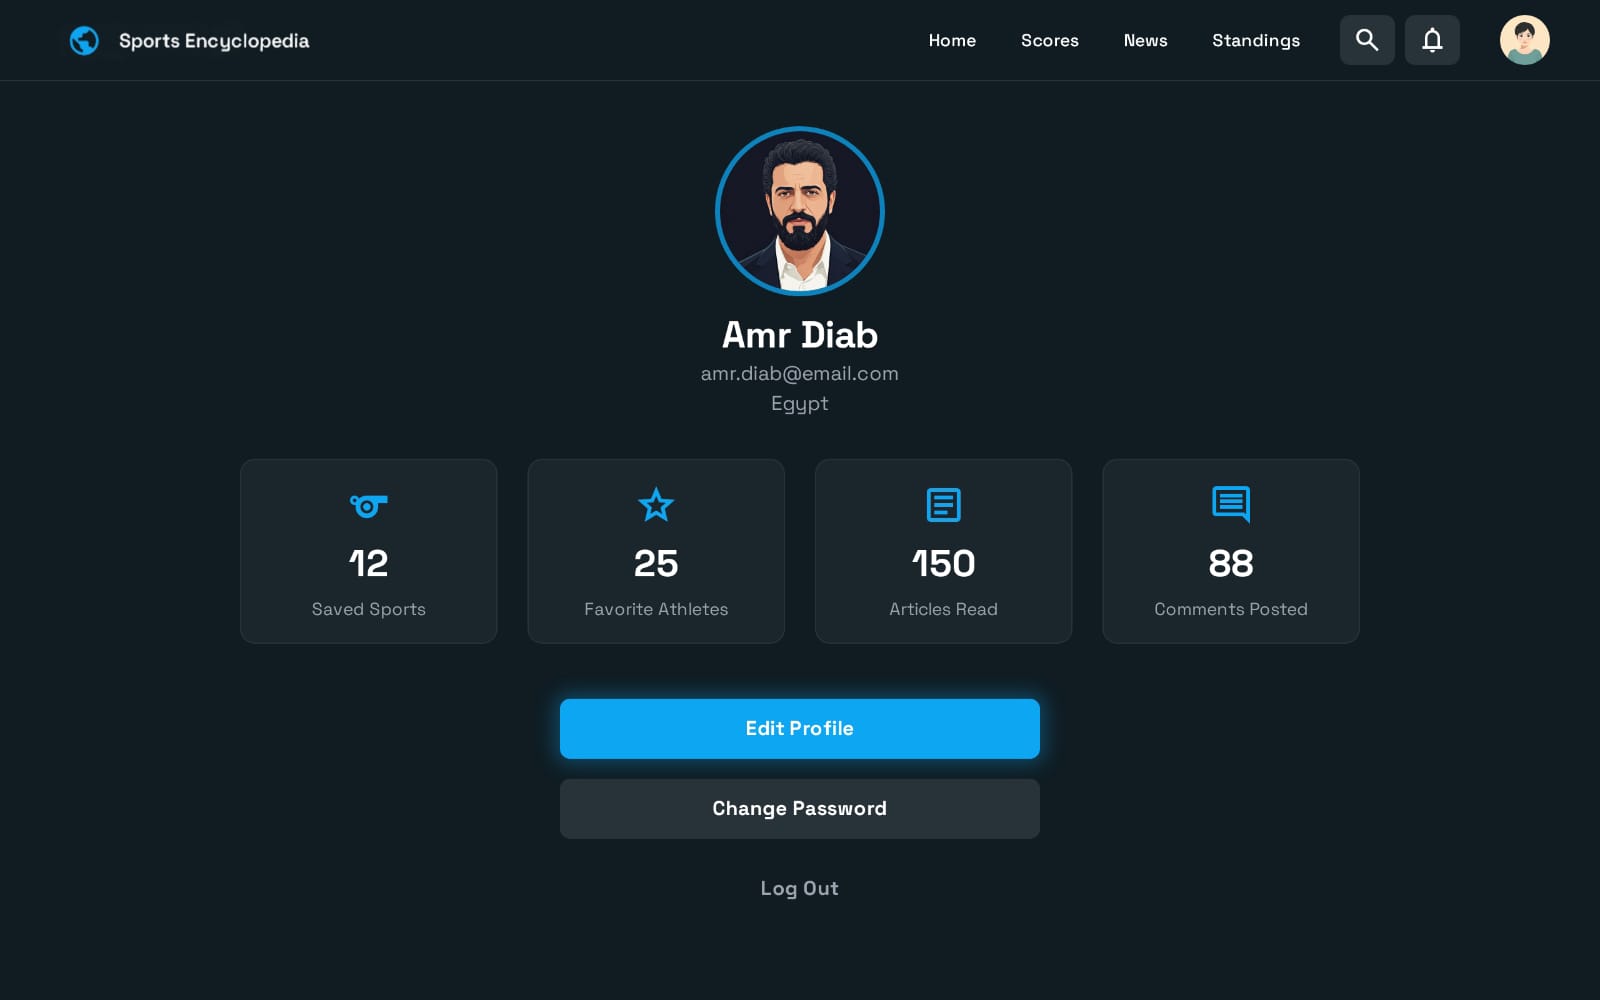 Sports Encyclopedia
Home
Scores
News
Standings
Amr Diab
amr.diab@email.com
Egypt
12
Saved Sports
25
Favorite Athletes
150
Articles Read
88
Comments Posted
Edit Profile
Change Password
Log Out